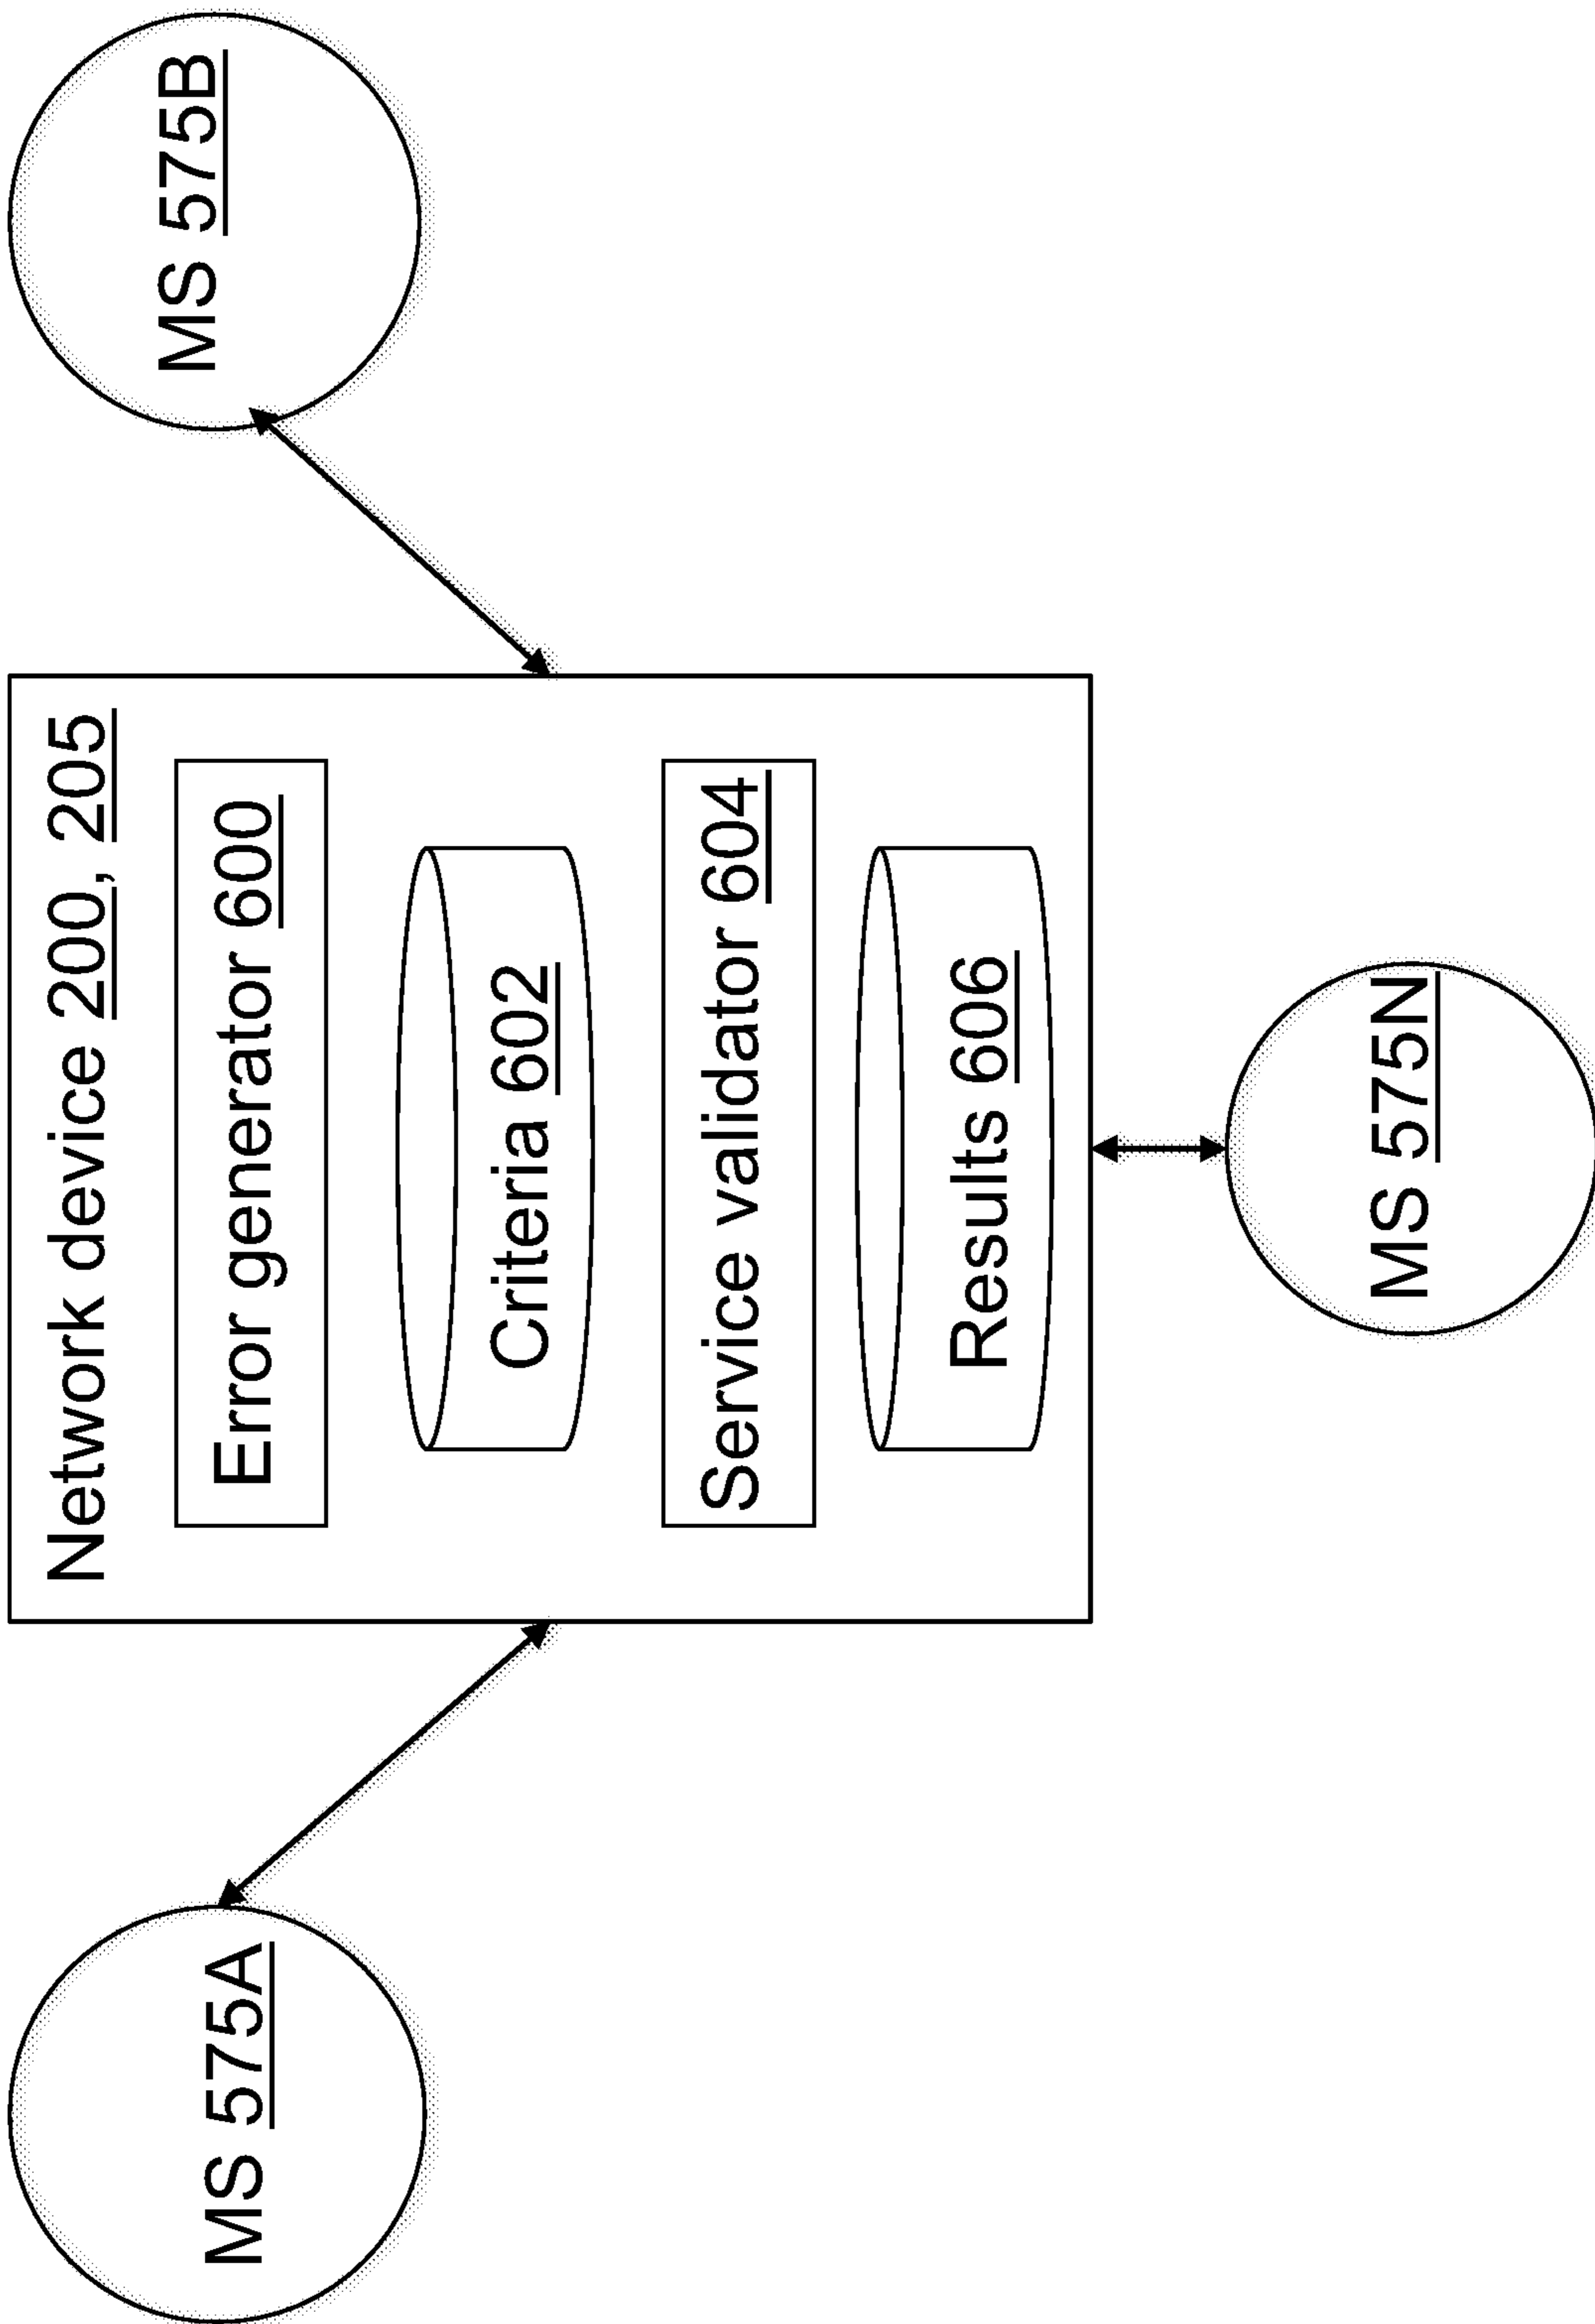 MS 575A
Network device 200, 205
Error generator 600
Criteria 602
Service validator 604
Results 606
MS 575B
MS 575N